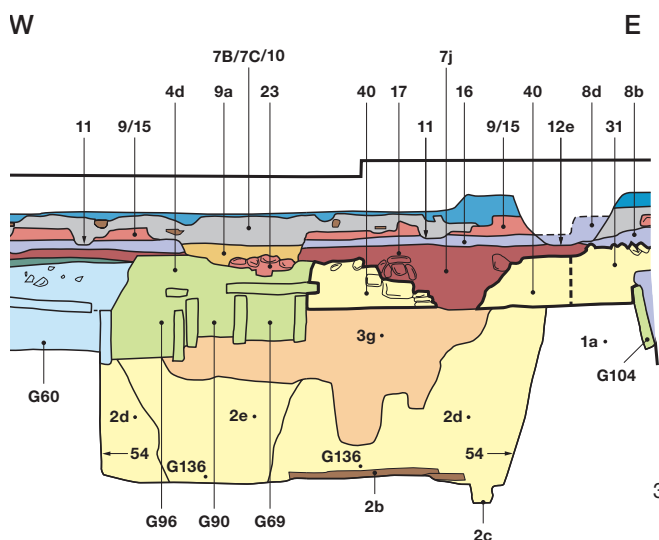 W E
7B/7C/10 7j
4d 9a 23 40 17 16 40 8d 8b
11 9/15 11 9/15 12e 31
3g 1a
G60 G104
2d 2e 2d
54 G136 G136 54
G96 G90 G69 2b 3
2c